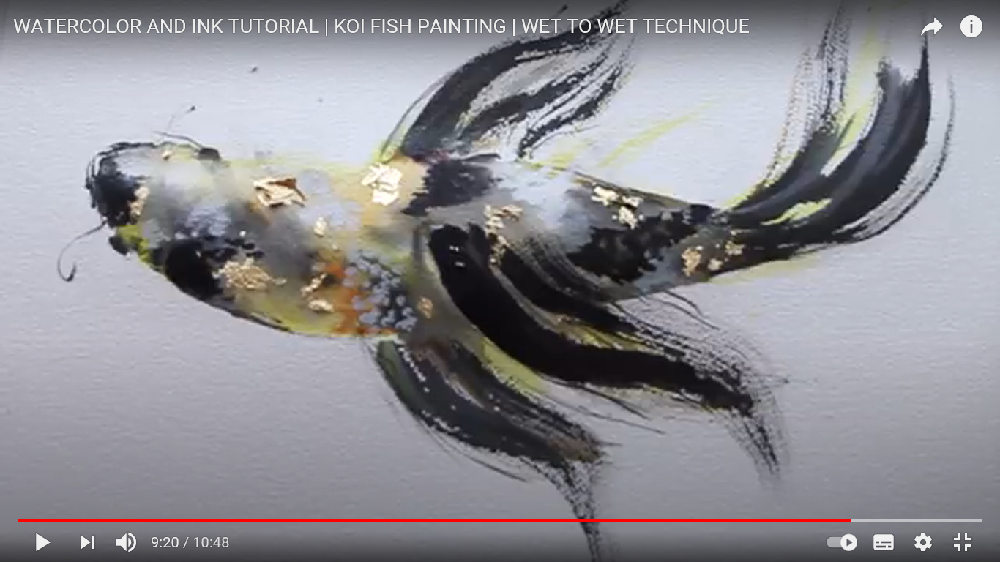 WATERCOLOR AND INK TUTORIAL | KOI FISH PAINTING | WET TO WET TECHNIQUE
9:20 / 10:48